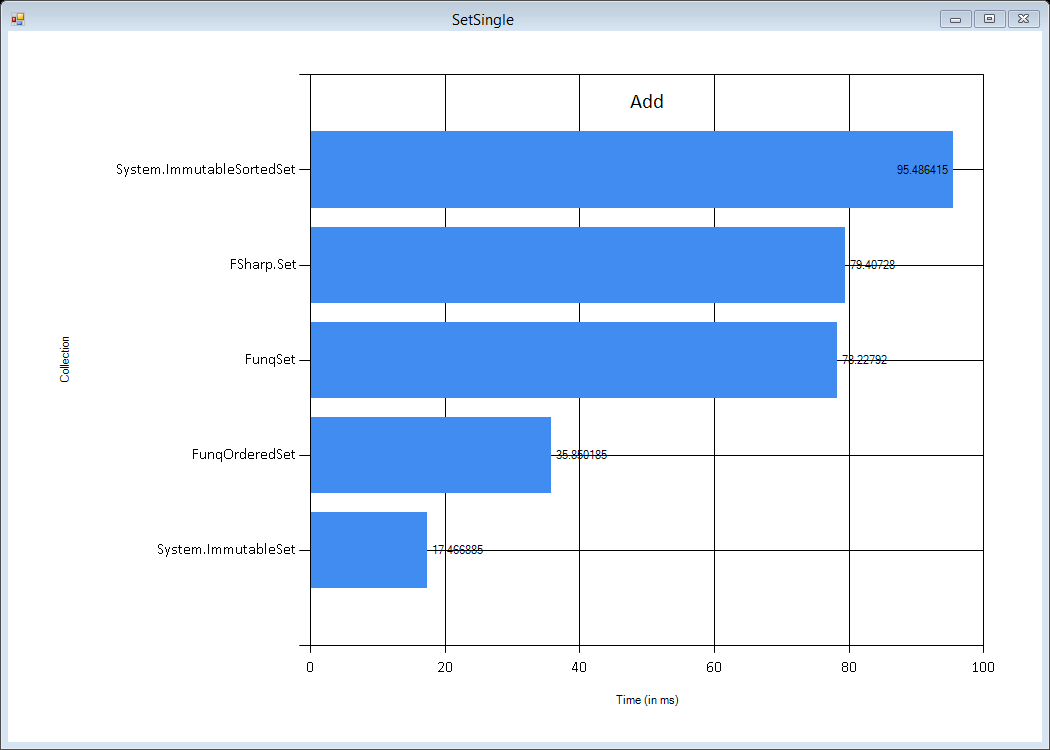 SetSingle
Add
System.ImmutableSortedSet
95.486415
FSharp.Set
79.40728
FunqSet
78.22792
Collection
FunqOrderedSet
35.850185
System.ImmutableSet
17.466885
0 20 40 60 80 100
Time (in ms)